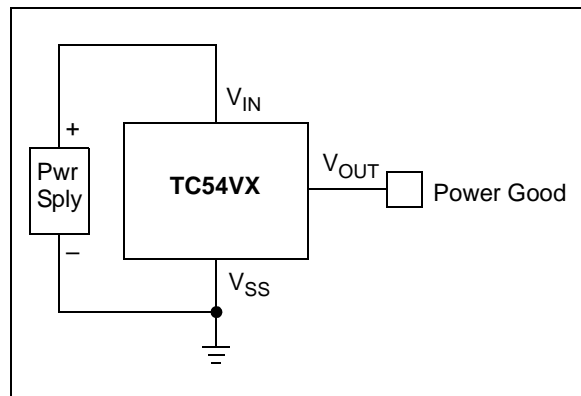 V_IN
+
Pwr
Sply
–
TC54VX
V_OUT
Power Good
V_SS